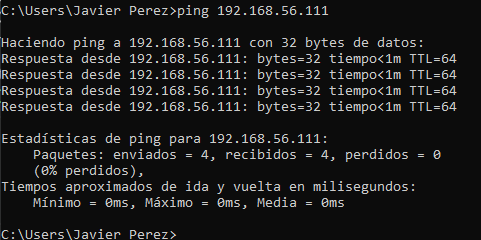 C:\Users\Javier Perez>ping 192.168.56.111
Haciendo ping a 192.168.56.111 con 32 bytes de datos:
Respuesta desde 192.168.56.111: bytes=32 tiempo<1m TTL=64
Respuesta desde 192.168.56.111: bytes=32 tiempo<1m TTL=64
Respuesta desde 192.168.56.111: bytes=32 tiempo<1m TTL=64
Respuesta desde 192.168.56.111: bytes=32 tiempo<1m TTL=64
Estadísticas de ping para 192.168.56.111:
Paquetes: enviados = 4, recibidos = 4, perdidos = 0
(0% perdidos),
Tiempos aproximados de ida y vuelta en milisegundos:
Mínimo = 0ms, Máximo = 0ms, Media = 0ms
C:\Users\Javier Perez>